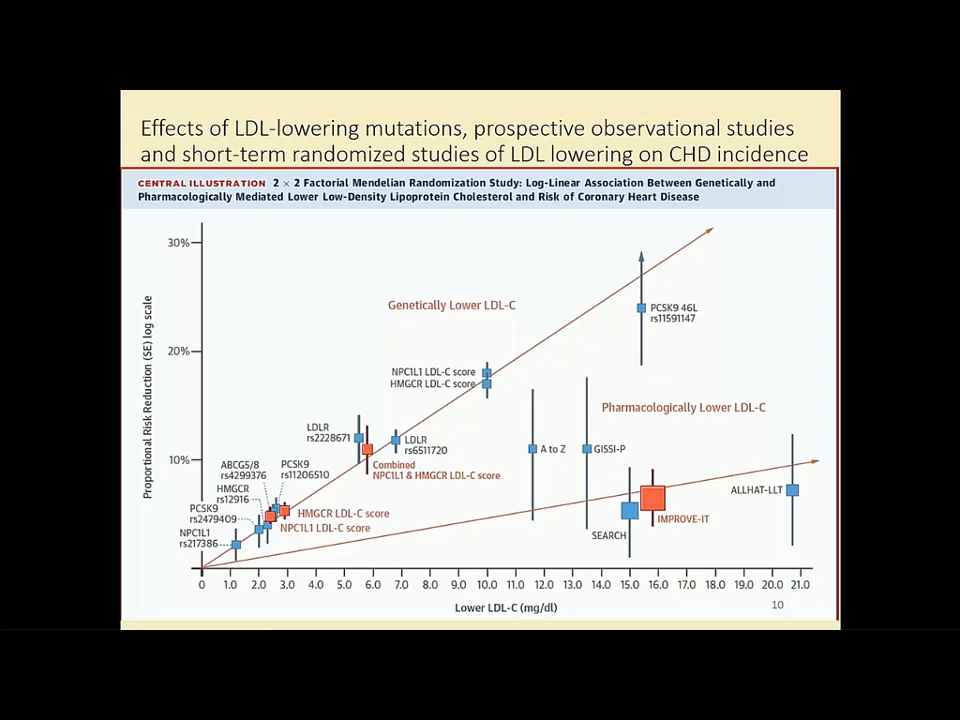 Effects of LDL-lowering mutations, prospective observational studies
and short-term randomized studies of LDL lowering on CHD incidence
CENTRAL ILLUSTRATION 2 × 2 Factorial Mendelian Randomization Study: Log-Linear Association Between Genetically and
Pharmacologically Mediated Lower Low-Density Lipoprotein Cholesterol and Risk of Coronary Heart Disease
Proportional Risk Reduction (SE) log scale
30%
20%
10%
Genetically Lower LDL-C
PCSK9 46L
rs11591147
NPC1L1 LDL-C score
HMGCR LDL-C score
Pharmacologically Lower LDL-C
LDLR
rs2228671
LDLR
rs6511720
A to Z
GISSI-P
Combined
NPC1L1 & HMGCR LDL-C score
ABCG5/8
rs4299376
PCSK9
rs11206510
HMGCR
rs12916
PCSK9
rs2479409
HMGCR LDL-C score
NPC1L1 LDL-C score
NPC1L1
rs217386
ALLHAT-LLT
IMPROVE-IT
SEARCH
0 1.0 2.0 3.0 4.0 5.0 6.0 7.0 8.0 9.0 10.0 11.0 12.0 13.0 14.0 15.0 16.0 17.0 18.0 19.0 20.0 21.0
Lower LDL-C (mg/dl)
10